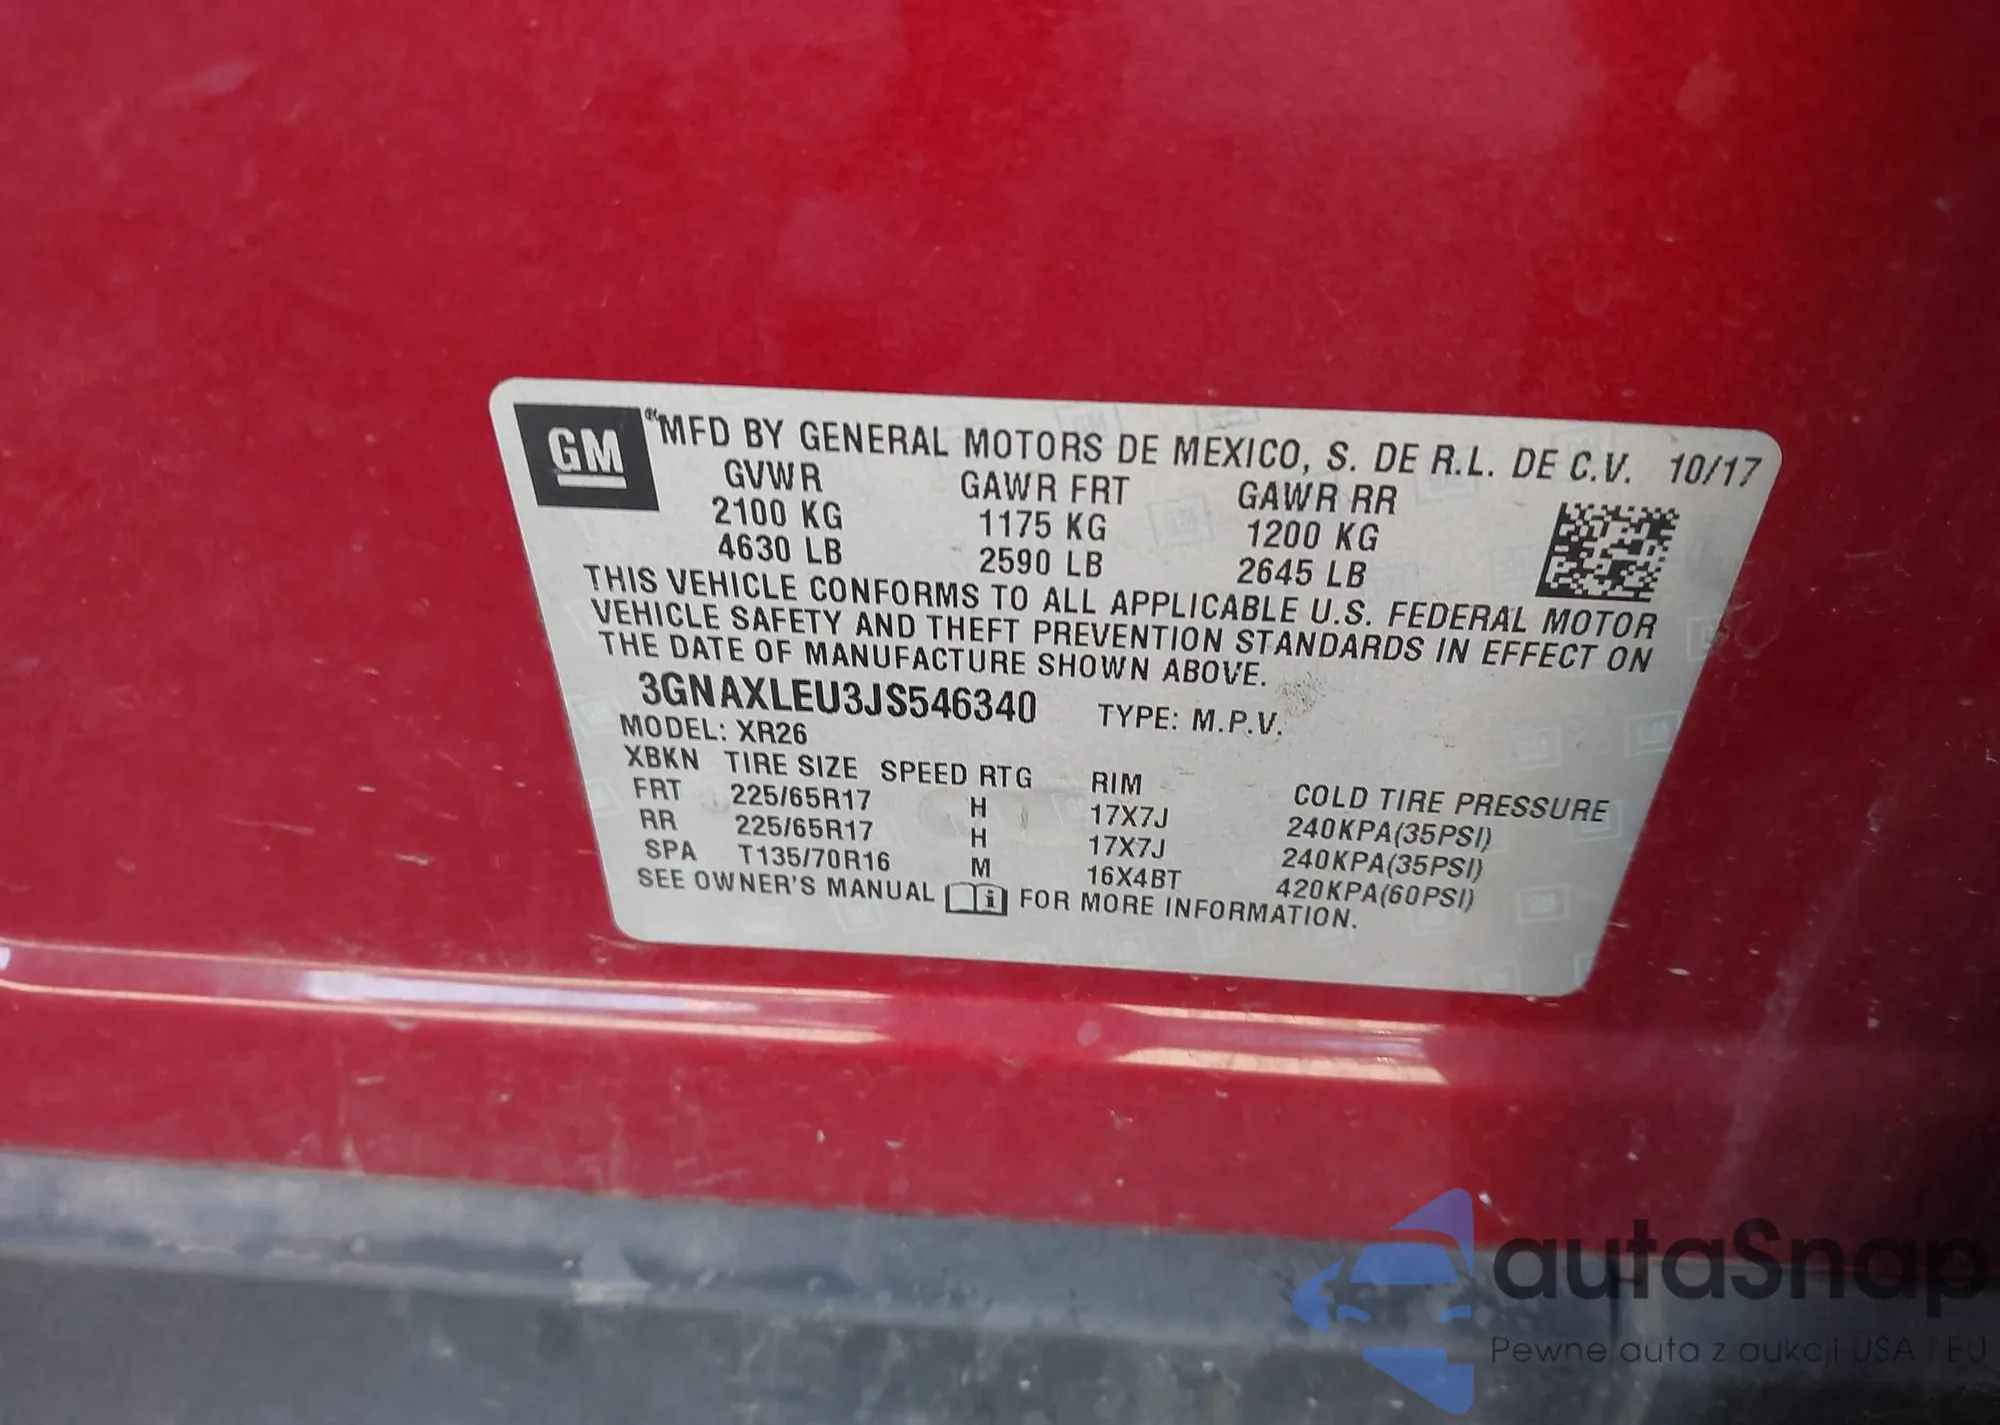 GM
MFD BY GENERAL MOTORS DE MEXICO, S. DE R.L. DE C.V. 10/17
GVWR GAWR FRT GAWR RR
2100 KG 1175 KG 1200 KG
4630 LB 2590 LB 2645 LB
THIS VEHICLE CONFORMS TO ALL APPLICABLE U.S. FEDERAL MOTOR
VEHICLE SAFETY AND THEFT PREVENTION STANDARDS IN EFFECT ON
THE DATE OF MANUFACTURE SHOWN ABOVE.
3GNAXLEU3JS546340 TYPE: M.P.V.
MODEL: XR26
XBKN TIRE SIZE SPEED RTG RIM COLD TIRE PRESSURE
FRT 225/65R17 H 17X7J 240KPA(35PSI)
RR 225/65R17 H 17X7J 240KPA(35PSI)
SPA T135/70R16 M 16X4BT 420KPA(60PSI)
SEE OWNER'S MANUAL FOR MORE INFORMATION.
autaSnap
Pewne auta z aukcji USA i EU